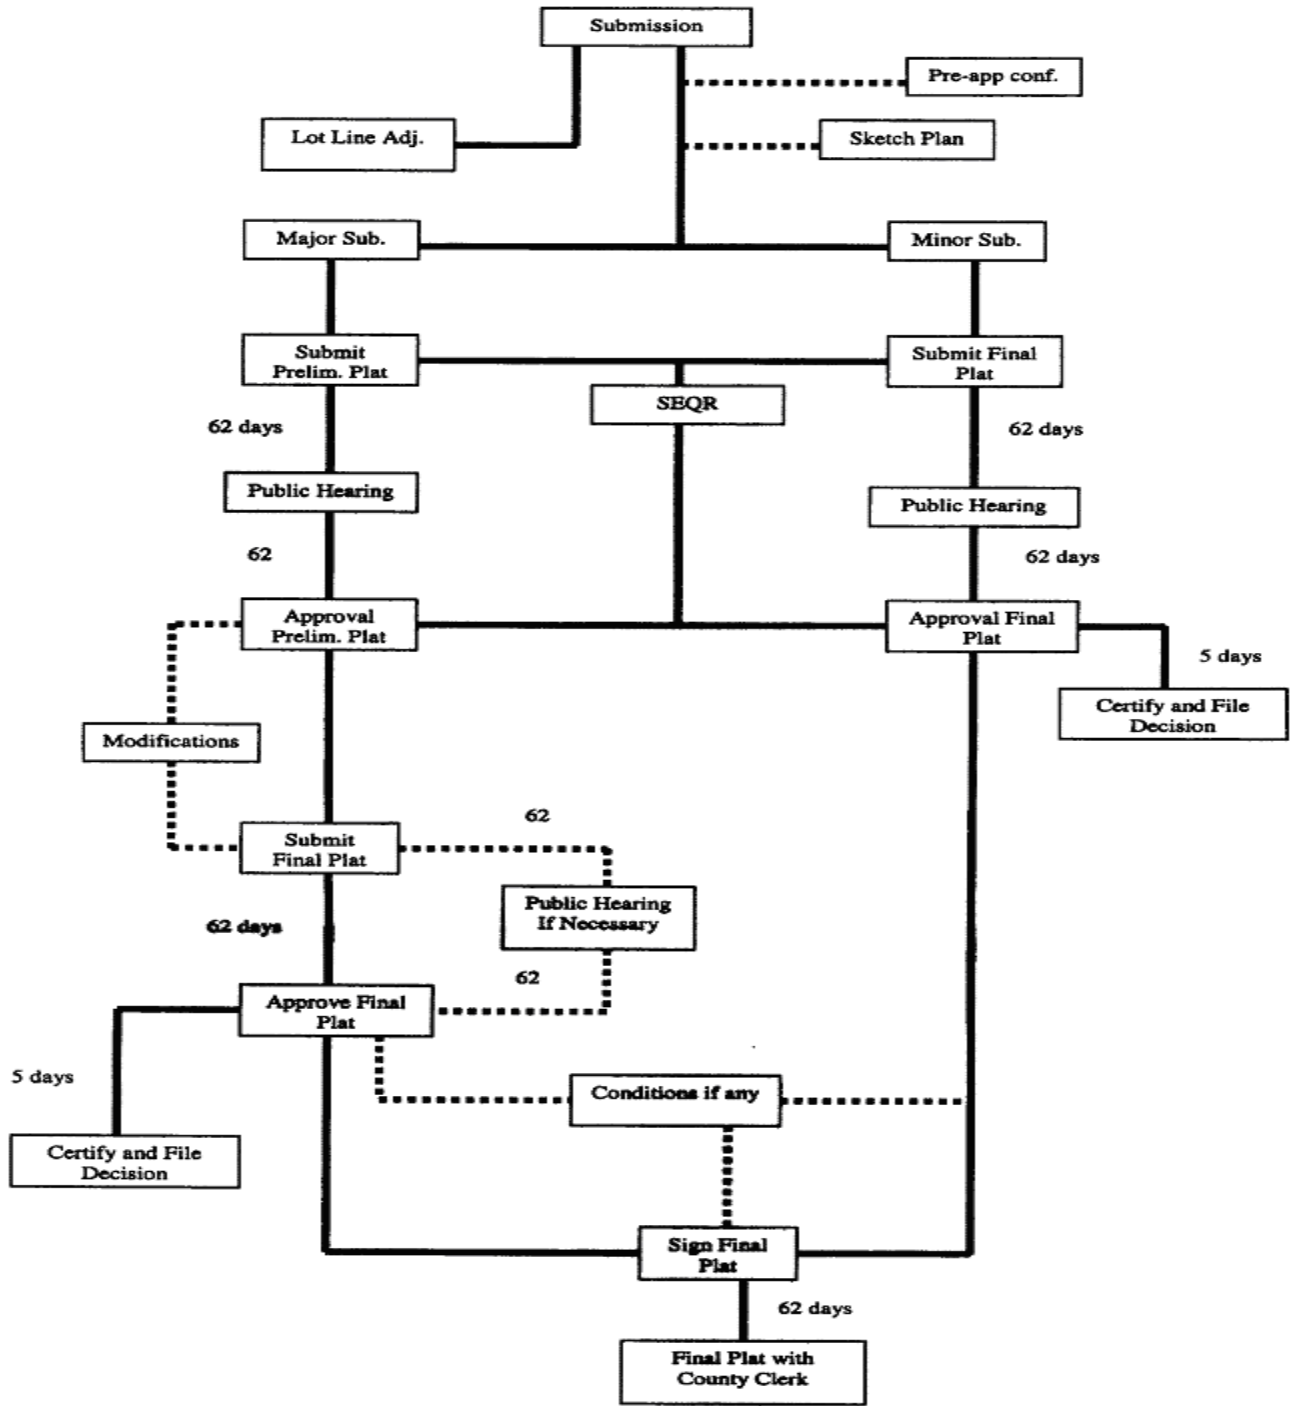 Submission
Pre-app conf.
Lot Line Adj.
Sketch Plan
Major Sub.
Minor Sub.
Submit
Prelim. Plat
Submit Final
Plat
SEQR
62 days
62 days
Public Hearing
Public Hearing
62
62 days
Approval
Prelim. Plat
Approval Final
Plat
5 days
Certify and File
Decision
Modifications
62
Submit
Final Plat
Public Hearing
If Necessary
62 days
62
Approve Final
Plat
5 days
Conditions if any
Certify and File
Decision
Sign Final
Plat
62 days
Final Plat with
County Clerk